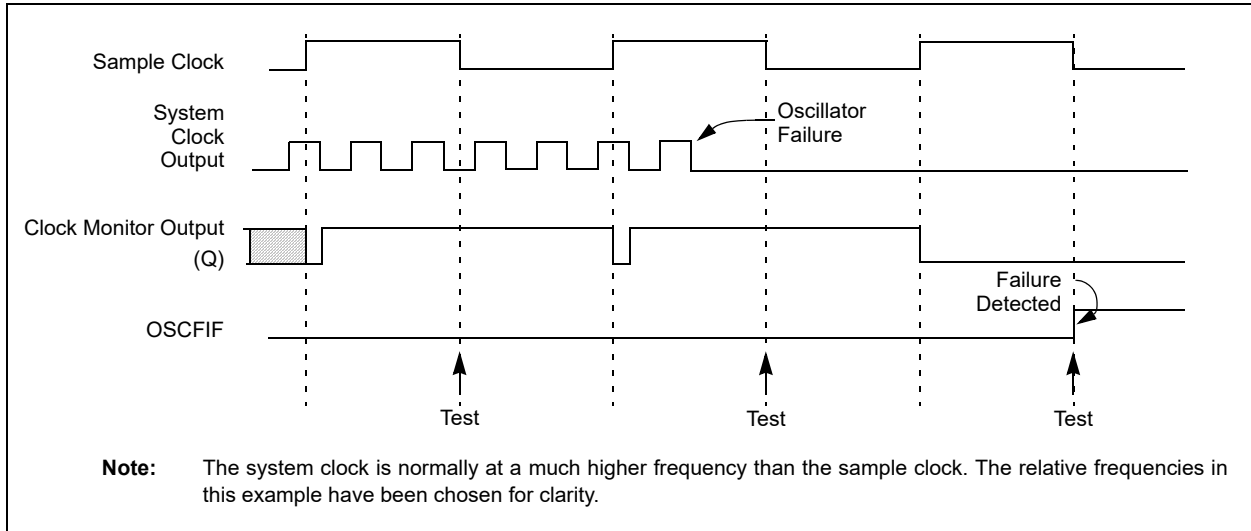 Sample Clock
System
Clock
Output
Oscillator
Failure
Clock Monitor Output
(Q)
Failure
Detected
OSCFIF
Test
Test
Test
Note: The system clock is normally at a much higher frequency than the sample clock. The relative frequencies in
this example have been chosen for clarity.